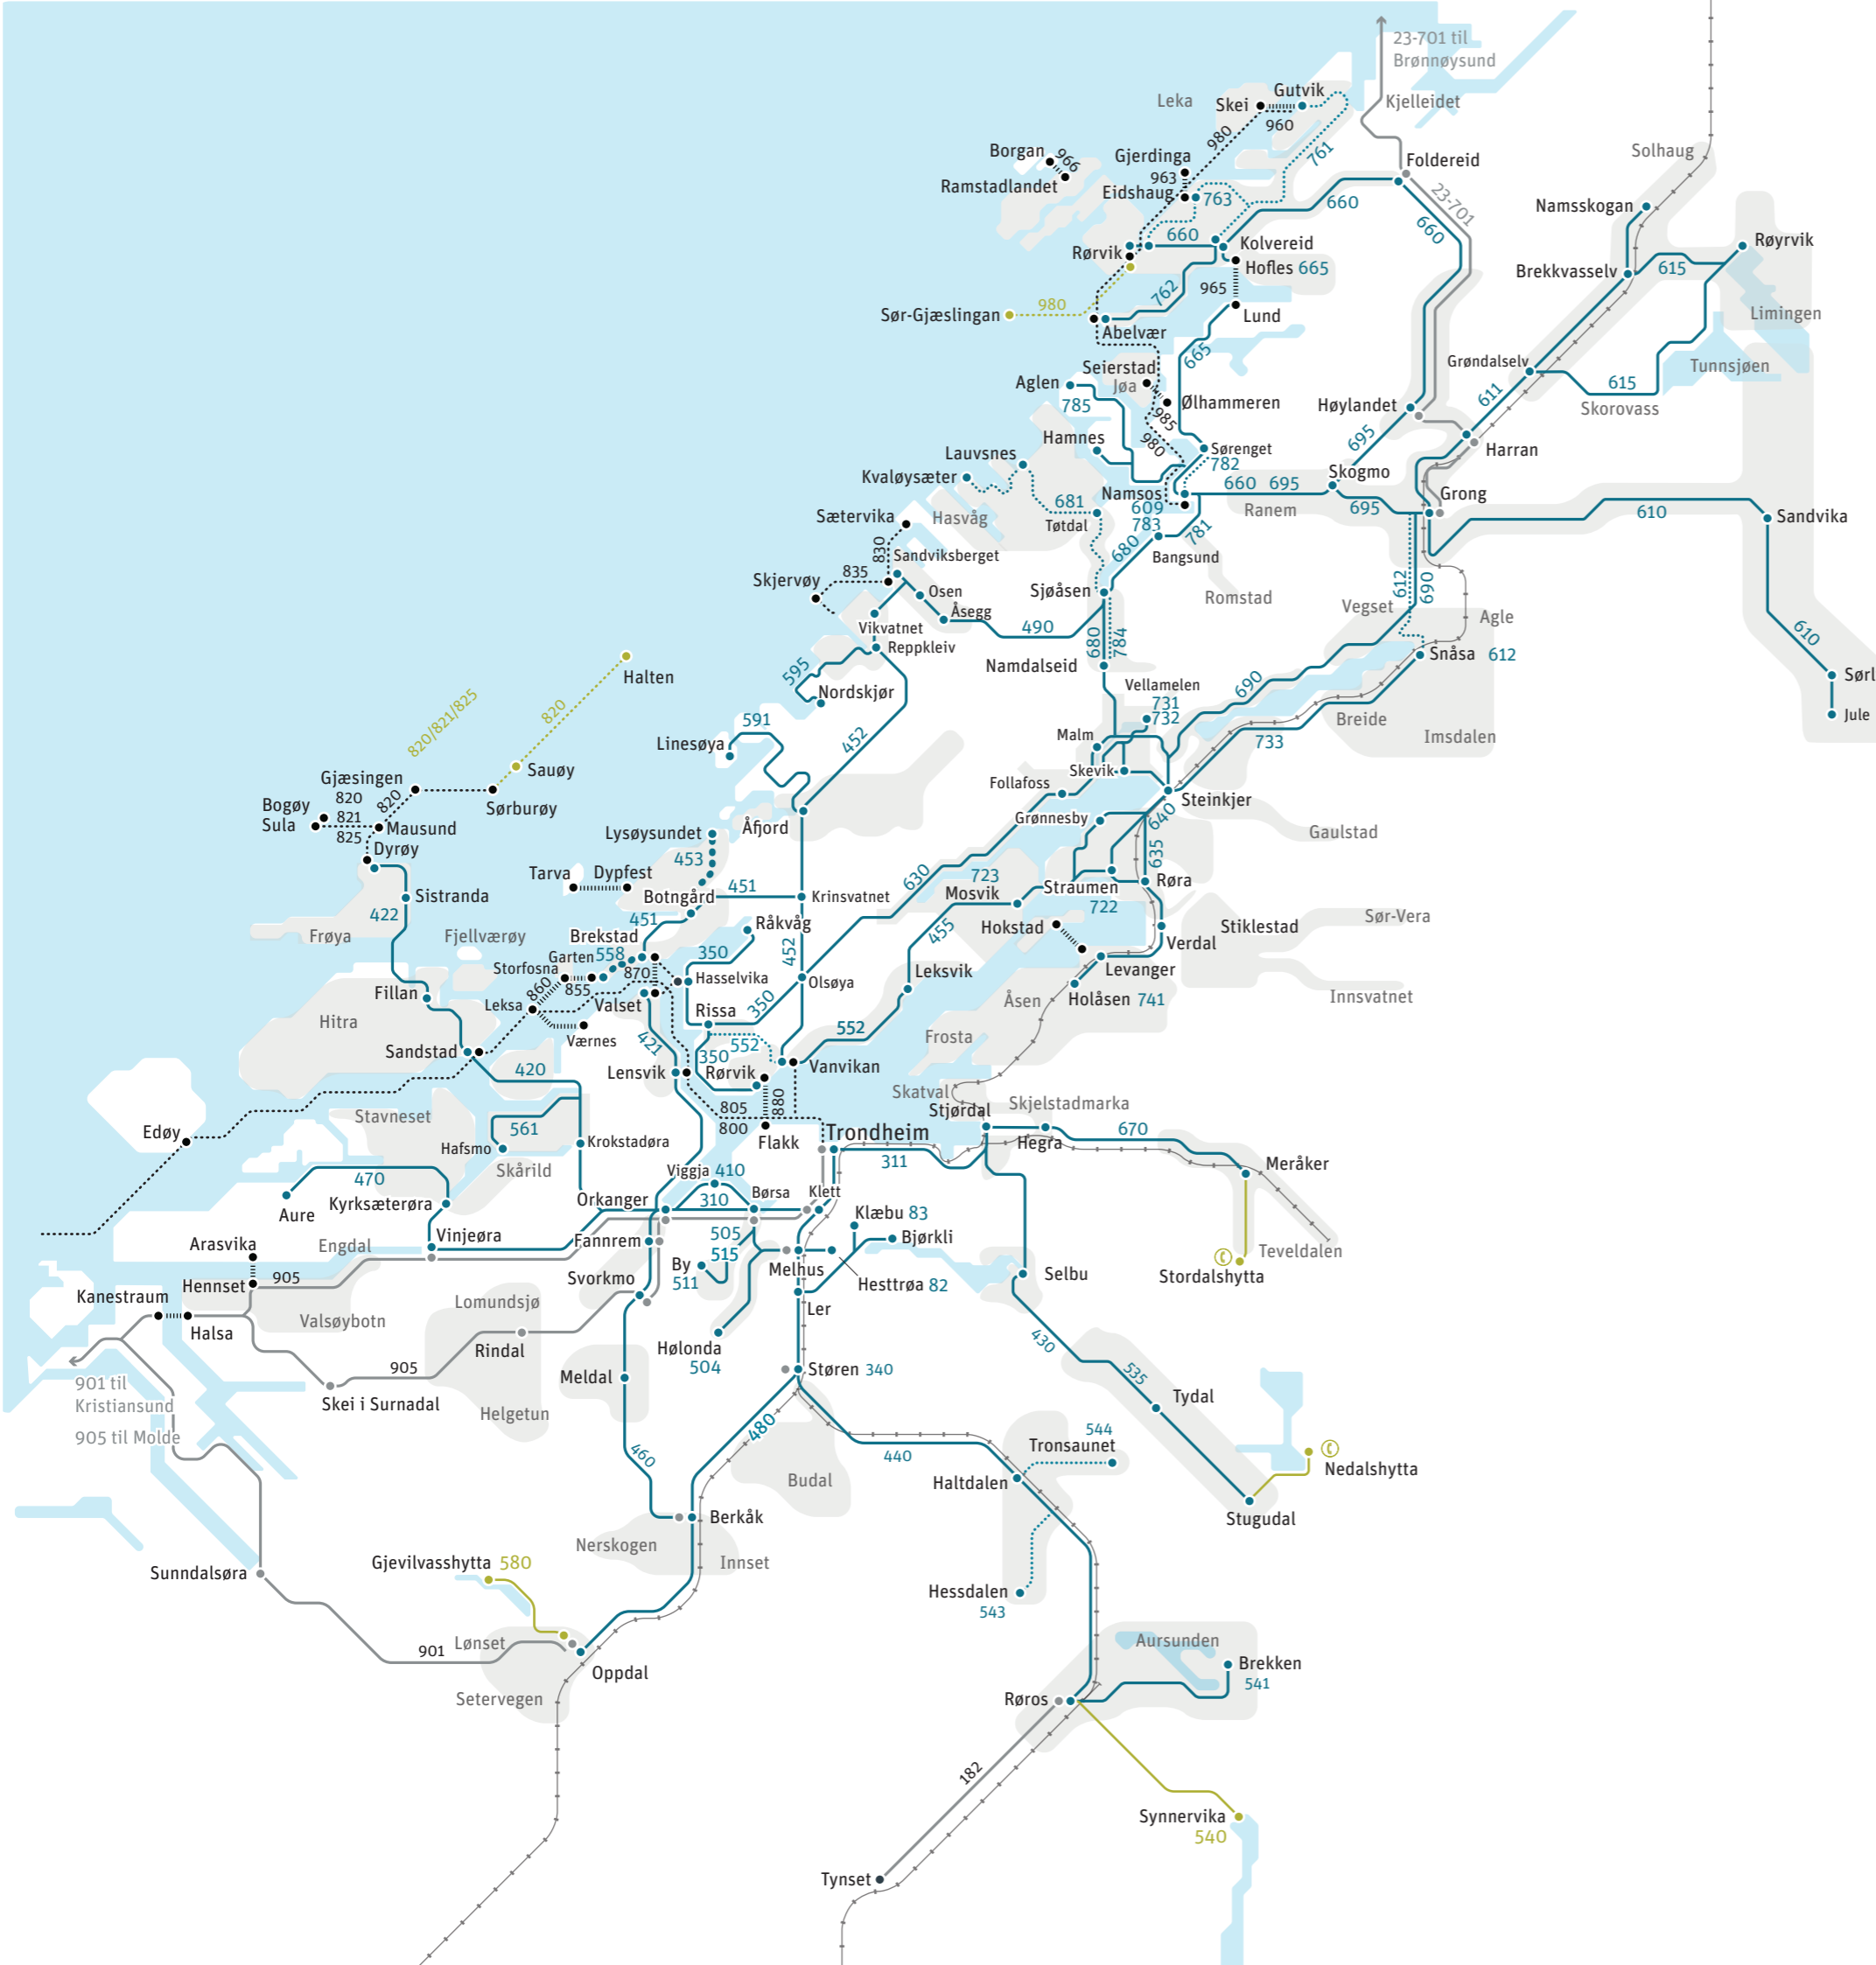 23-701 til
Brønnøysund
Kjelleidet
Leka
Skei
Gutvik
960
980
761
Solhaug
Borgan
966
Ramstadlandet
Gjerdinga
963
Eidshaug
763
Foldereid
23-701
660
660
Namsskogan
Røyrvik
Rørvik
660
Kolvereid
Hofles 665
Brekkvasselv
615
762
965
Lund
Limingen
Sør-Gjæslingan
980
Abelvær
665
Seierstad
Jøa
Grøndalselv
611
615
Tunnsjøen
Skorovass
Aglen
785
Ølhammeren
985
980
Høylandet
695
Harran
Hamnes
Sørenget
782
Lauvsnes
Kvaløysæter
Skogmo
Namsos
609
783
781
660 695
Ranem
695
Grong
610
Sandvika
681
Tøtdal
Hasvåg
Sætervika
830
Sandviksberget
680
Bangsund
Skjervøy
835
Osen
Åsegg
Sjøåsen
Romstad
612
690
Vegset
Agle
610
Vikvatnet
Reppkleiv
490
680
784
Namdalseid
Snåsa 612
Sørl
Jule
595
Nordskjør
Halten
820/821/825
820
Vellamelen
731
732
690
Breide
Imsdalen
733
591
Linesøya
452
Malm
Skevik
Follafoss
Steinkjer
Sauøy
Gjæsingen
Sørburøy
Bogøy
Sula
820
821
825
820
Mausund
Dyrøy
Grønnesby
640
635
Gaulstad
Lysøysundet
453
Åfjord
Tarva
Dypfest
Botngård
451
Krinsvatnet
630
723
Mosvik
Straumen
722
Røra
Sistranda
422
Frøya
451
Råkvåg
Fjellværøy
Brekstad
Garten 558
Storfosna
870
350
452
455
Hokstad
Verdal
Stiklestad
Sør-Vera
Levanger
Leksvik
Hasselvika
Olsøya
Fillan
Hitra
Leksa
860
855
Valset
Værnes
Rissa
350
Holåsen 741
Innsvatnet
Åsen
Frosta
Sandstad
421
552
552
350
Rørvik
Vanvikan
Lensvik
420
805
800
880
Flakk
Skatval
Stjørdal
Skjelstadmarka
Stavneset
561
Hafsmo
Skårild
Krokstadøra
Edøy
Trondheim
311
Hegra
670
Meråker
470
Aure
Kyrksæterøra
Viggja 410
Orkanger
310
Børsa
Klett
Klæbu 83
Bjørkli
Teveldalen
Stordalshytta
Arasvika
Engdal
Vinjeøra
Fannrem
505
515
By
511
Melhus
Hesttrøa 82
Selbu
Hennset
905
Svorkmo
Kanestraum
Halsa
Valsøybotn
Lomundsjø
Ler
Rindal
Hølonda
504
430
901 til
Kristiansund
905 til Molde
905
Skei i Surnadal
Helgetun
Meldal
Støren 340
535
Tydal
480
440
544
Tronsaunet
Nedalshytta
460
Budal
Haltdalen
Stugudal
Berkåk
Nerskogen
Innset
Sunndalsøra
Gjevilvasshytta 580
Hessdalen
543
901
Lønset
Oppdal
Setervegen
Aursunden
Brekken
541
Røros
182
Synnervika
540
Tynset